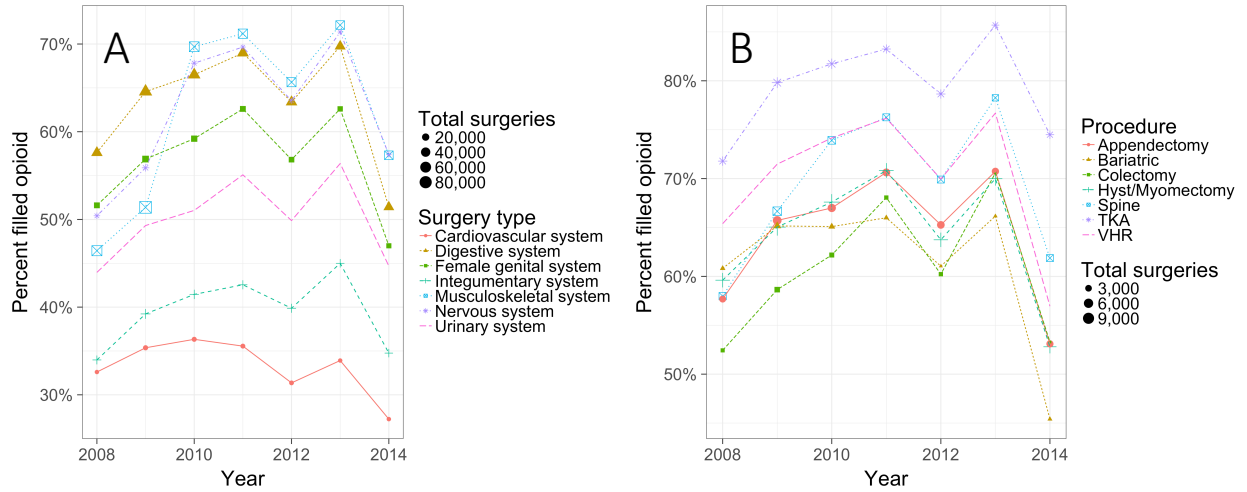 A
Percent filled opioid
70%
60%
50%
40%
30%
2008
2010
2012
2014
Year
Total surgeries
20,000
40,000
60,000
80,000
Surgery type
Cardiovascular system
Digestive system
Female genital system
Integumentary system
Musculoskeletal system
Nervous system
Urinary system
B
Percent filled opioid
80%
70%
60%
50%
2008
2010
2012
2014
Year
Procedure
Appendectomy
Bariatric
Colectomy
Hyst/Myomectomy
Spine
TKA
VHR
Total surgeries
3,000
6,000
9,000